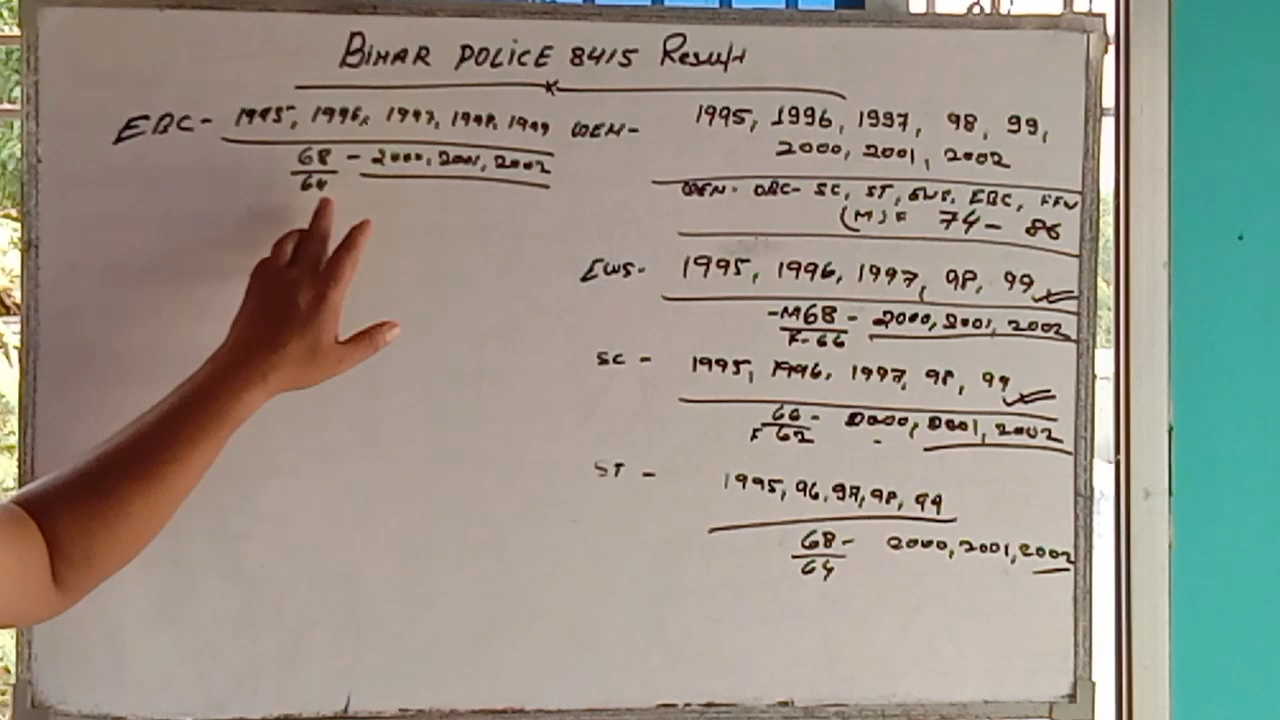 BIHAR POLICE 8415 Result
EBC- 1995, 1996, 1997, 1998, 1999
68 - 2000, 2001, 2002
64
GEN- 1995, 1996, 1997, 98, 99,
2000, 2001, 2002
GEN- OBC- SC, ST, EWS, EBC, FFW
(M)F 74- 86
EWS- 1995, 1996, 1997, 98, 99
-M68 - 2000, 2001, 2002
F-66
SC - 1995, 1996, 1997, 98, 99
66 - 2000, 2001, 2002
F 62
ST - 1995, 96, 97, 98, 99
68 - 2000, 2001, 2002
64